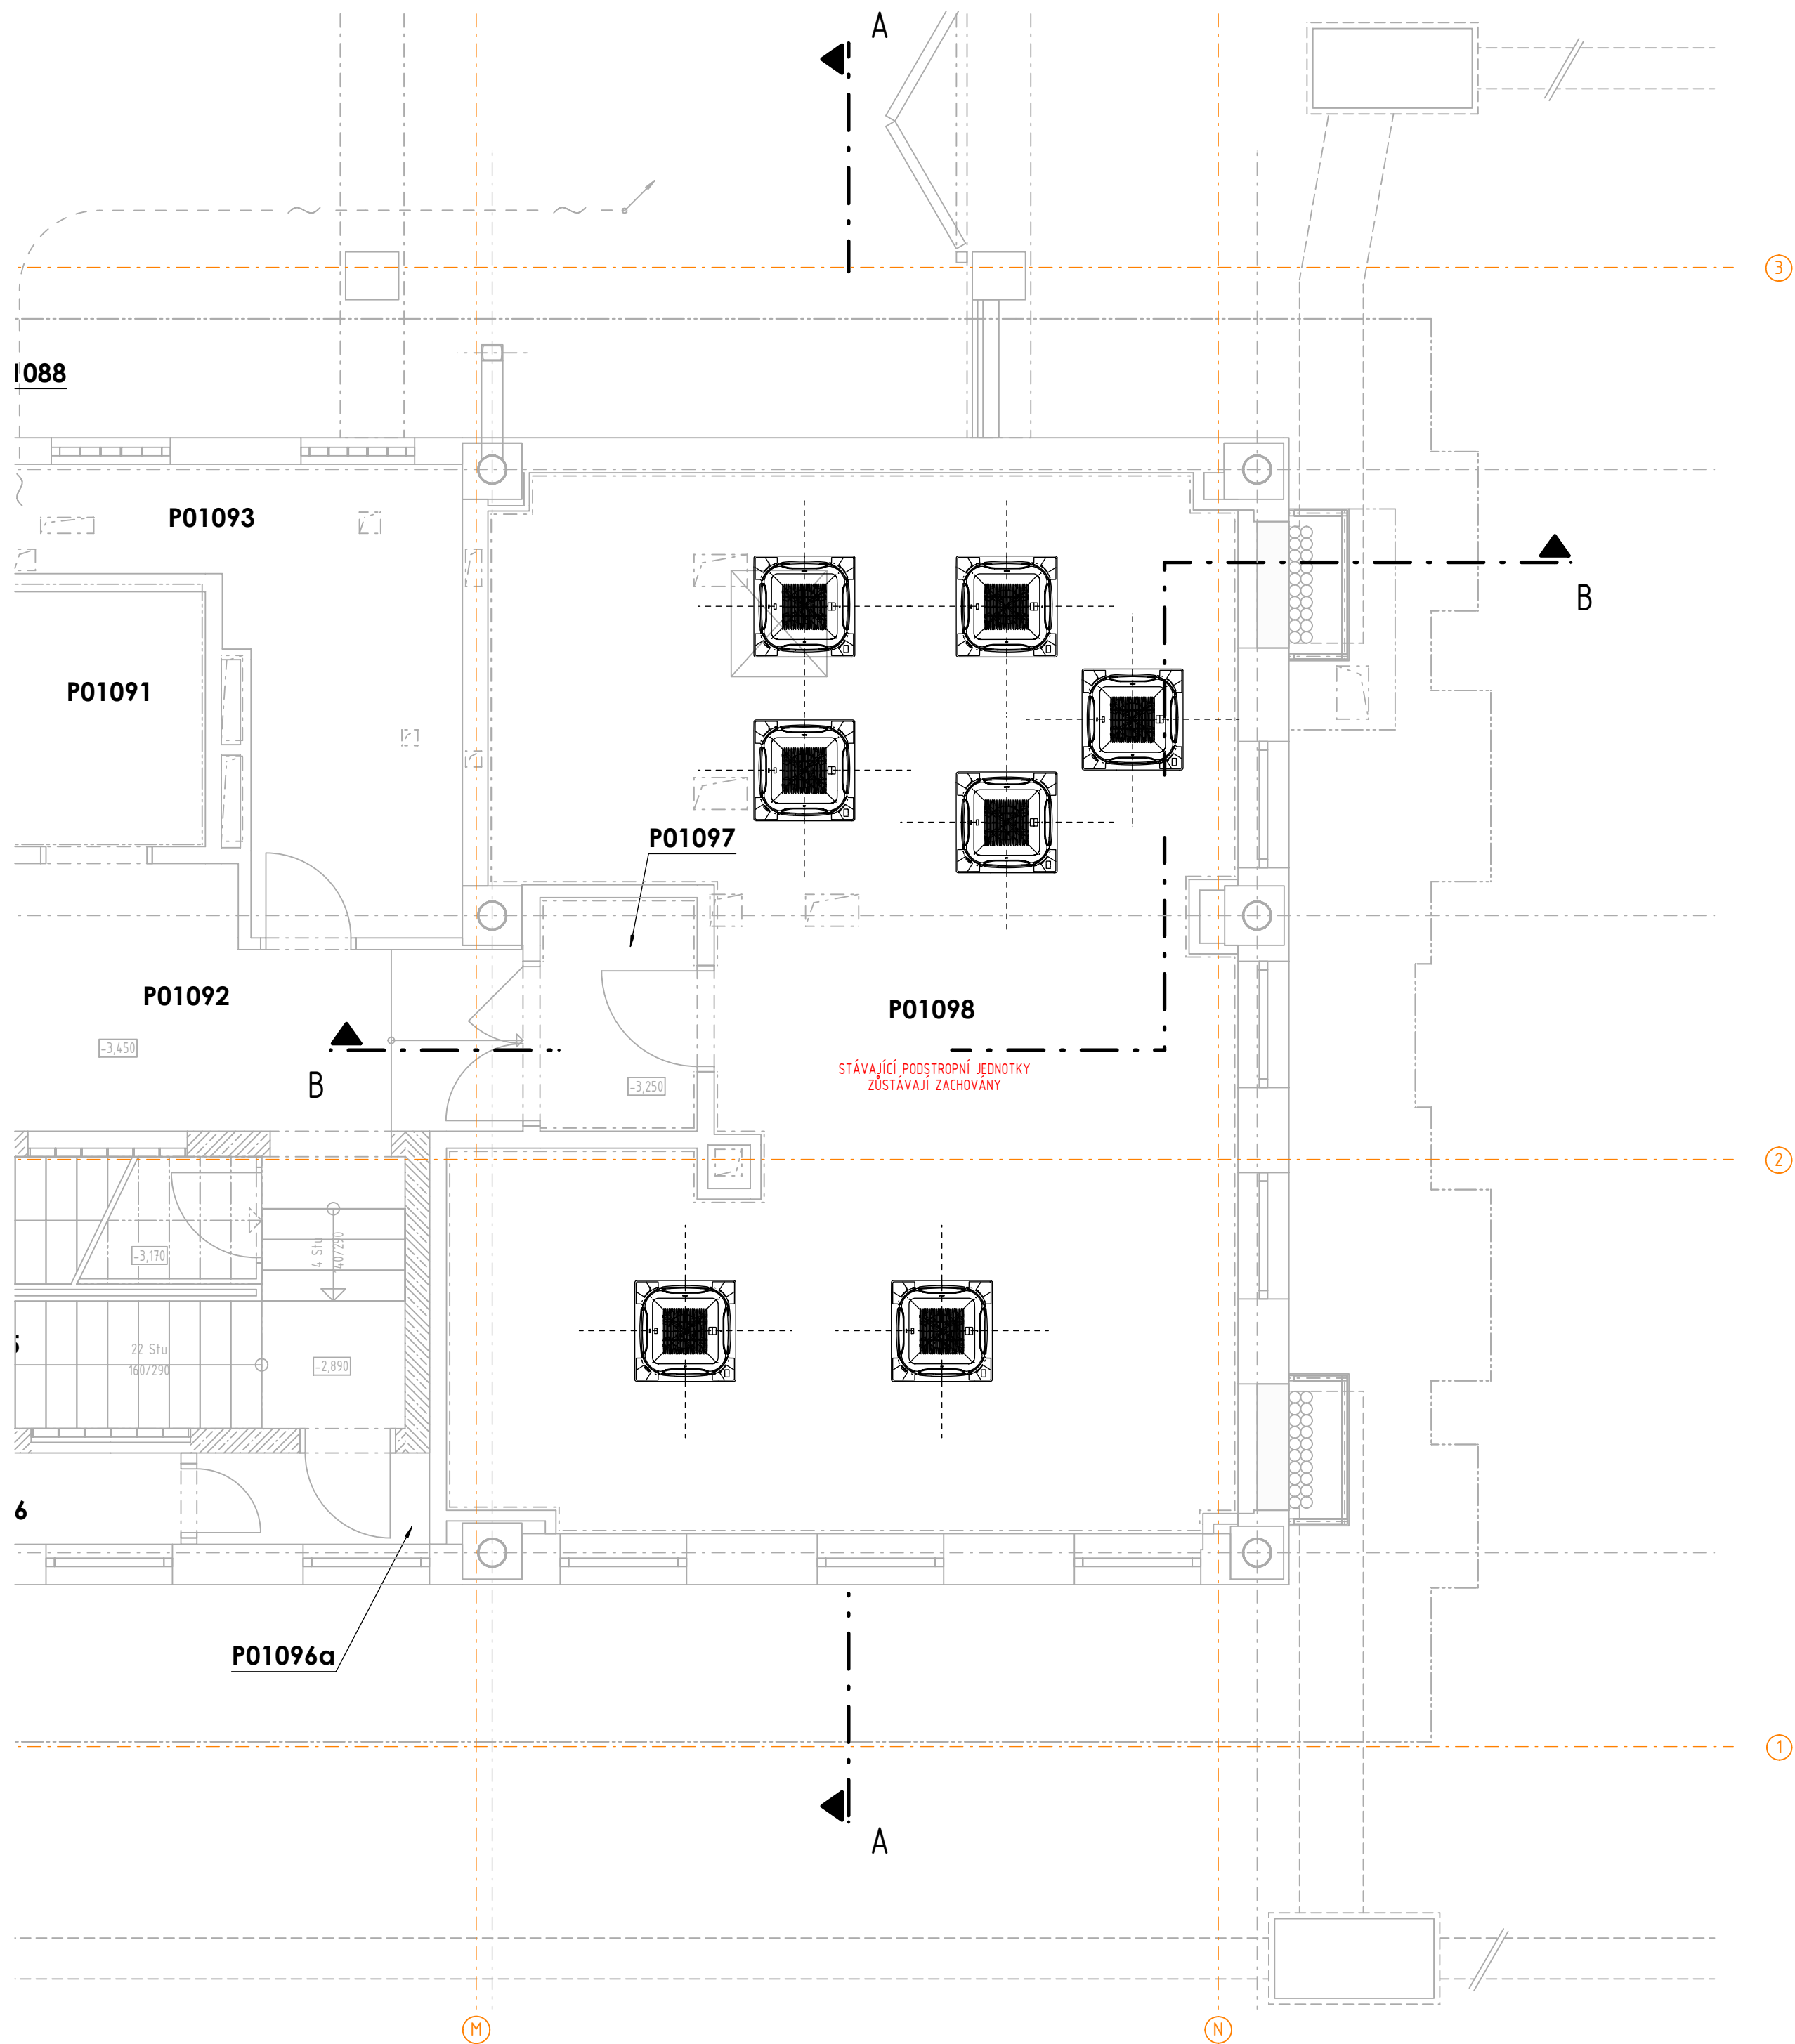 A
3
1088
P01093
B
P01091
P01097
P01092
P01098
-3,450
STÁVAJÍCÍ PODSTROPNÍ JEDNOTKY
ZŮSTÁVAJÍ ZACHOVÁNY
B
-3,250
2
4 Stu
-3,170
22 Stu
160/290
-2,890
6
P01096a
1
A
M
N